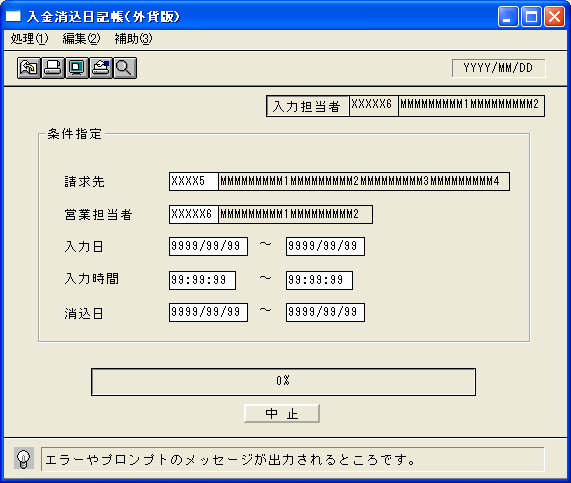 入金消込日記帳(外貨版)
処理(1) 編集(2) 補助(3)
YYYY/MM/DD
入力担当者 XXXXX6 MMMMMMMMM1MMMMMMMMM2
条件指定
請求先 XXXX5 MMMMMMMMM1MMMMMMMMM2MMMMMMMMM3MMMMMMMMM4
営業担当者 XXXXX6 MMMMMMMMM1MMMMMMMMM2
入力日 9999/99/99 ～ 9999/99/99
入力時間 99:99:99 ～ 99:99:99
消込日 9999/99/99 ～ 9999/99/99
0%
中止
エラーやプロンプトのメッセージが出力されるところです。